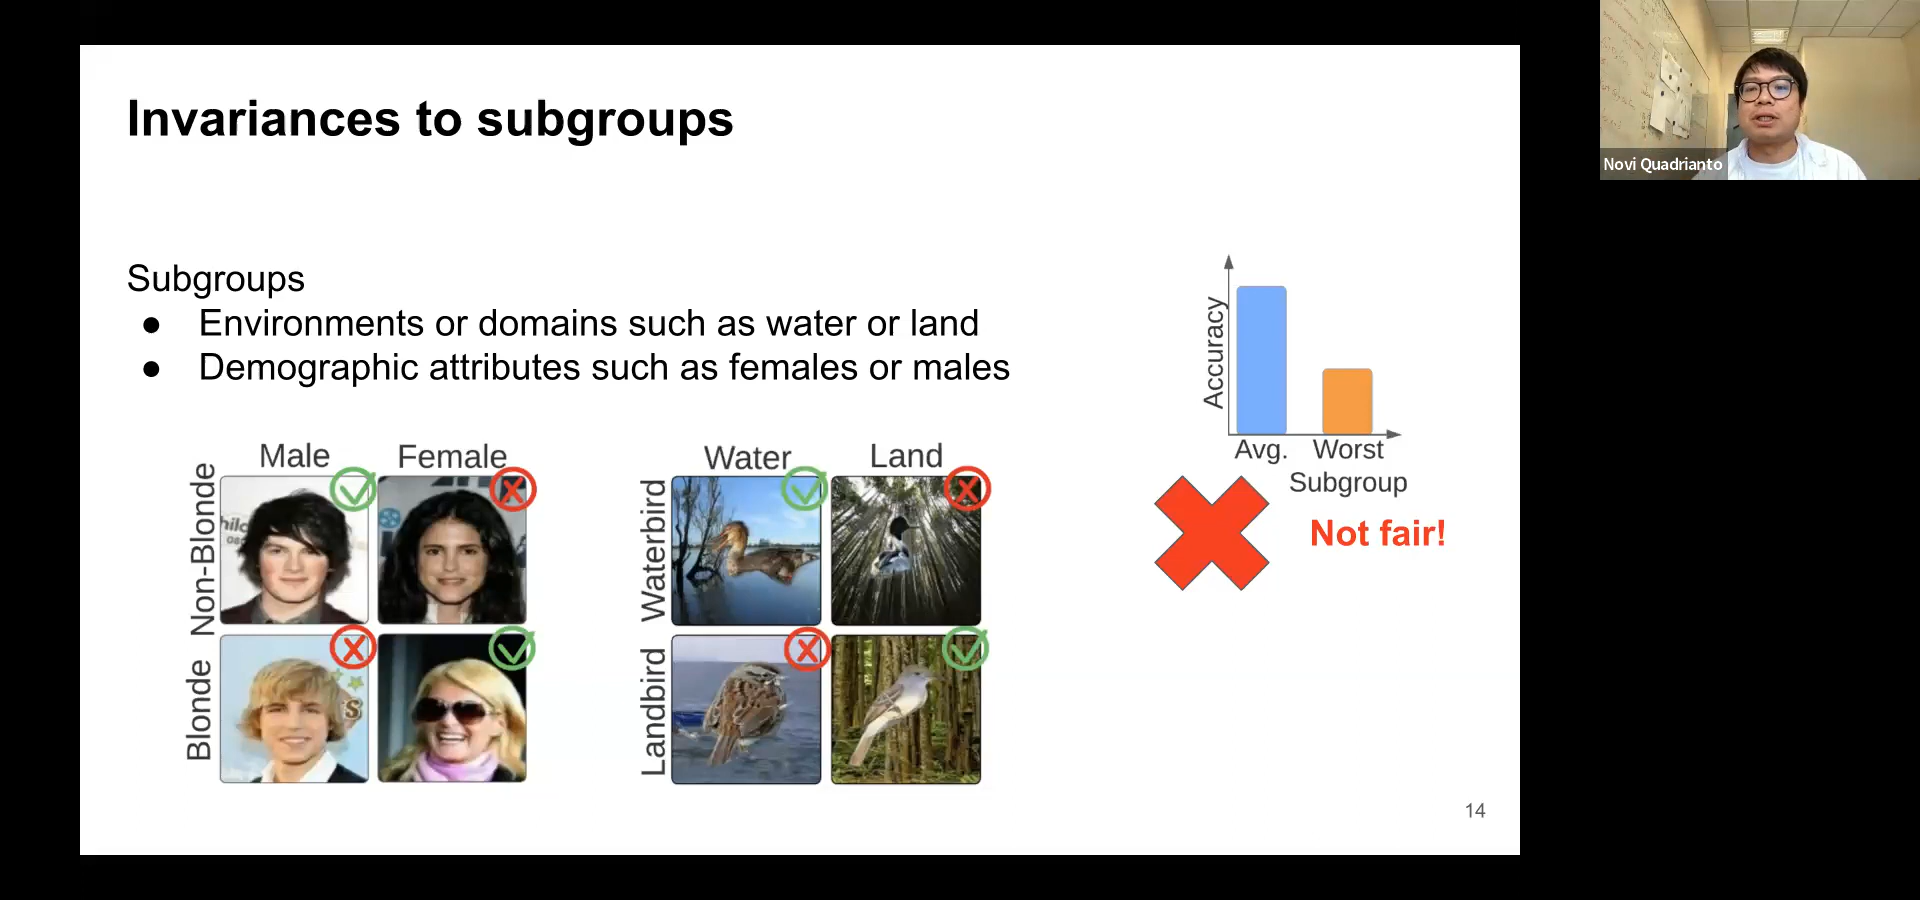 Invariances to subgroups
Subgroups
● Environments or domains such as water or land
● Demographic attributes such as females or males
Male Female
Non-Blonde
Blonde
Water Land
Waterbird
Landbird
Accuracy
Avg. Worst
Subgroup
Not fair!
14
Novi Quadrianto